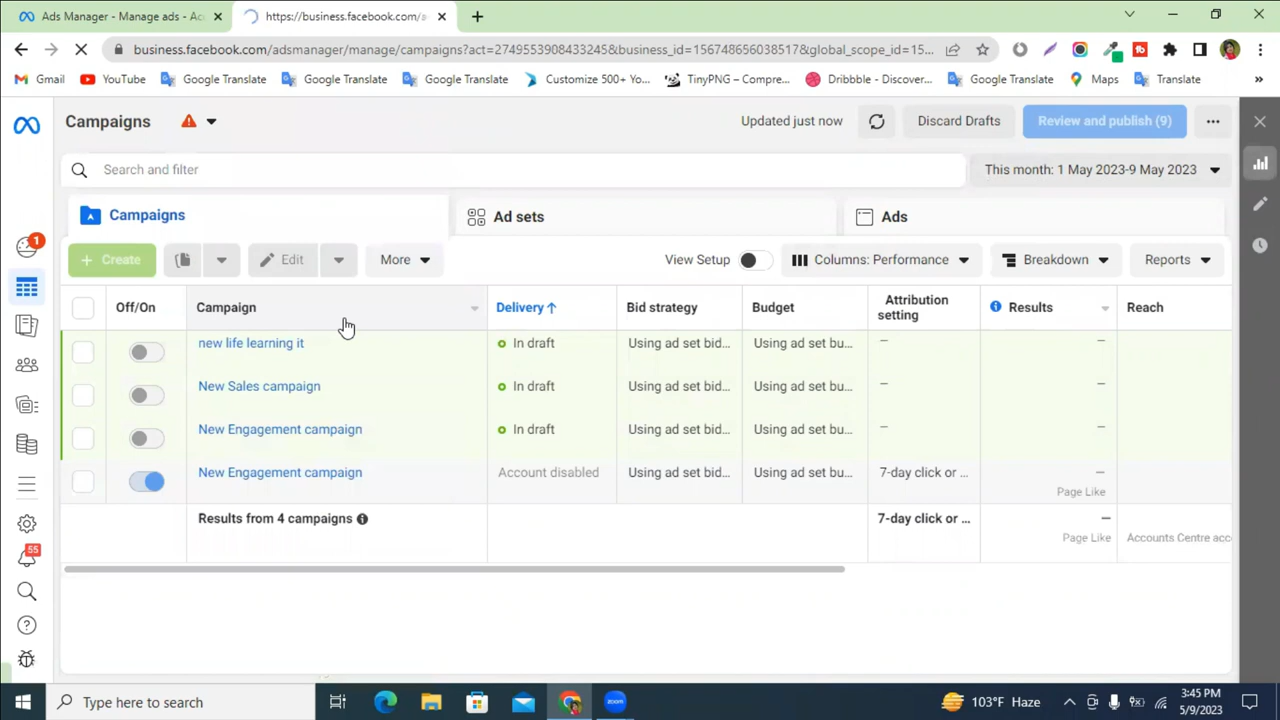 Ads Manager - Manage ads - Acc
https://business.facebook.com/a
business.facebook.com/adsmanager/manage/campaigns?act=2749553908433245&business_id=156748656038517&global_scope_id=15...
Gmail YouTube Google Translate Google Translate Google Translate Customize 500+ Yo... TinyPNG – Compre... Dribbble - Discover... Google Translate Maps Translate »
Campaigns Updated just now Discard Drafts Review and publish (9) ...
Search and filter This month: 1 May 2023-9 May 2023
Campaigns Ad sets Ads
+ Create Edit More View Setup Columns: Performance Breakdown Reports
Off/On Campaign Delivery ↑ Bid strategy Budget Attribution setting Results Reach
new life learning it In draft Using ad set bid... Using ad set bu... — —
New Sales campaign In draft Using ad set bid... Using ad set bu... — —
New Engagement campaign In draft Using ad set bid... Using ad set bu... — —
New Engagement campaign Account disabled Using ad set bid... Using ad set bu... 7-day click or ... —
Page Like
Results from 4 campaigns 7-day click or ... —
Page Like Accounts Centre acc
1
55
Type here to search zoom 103°F Haze 3:45 PM
5/9/2023